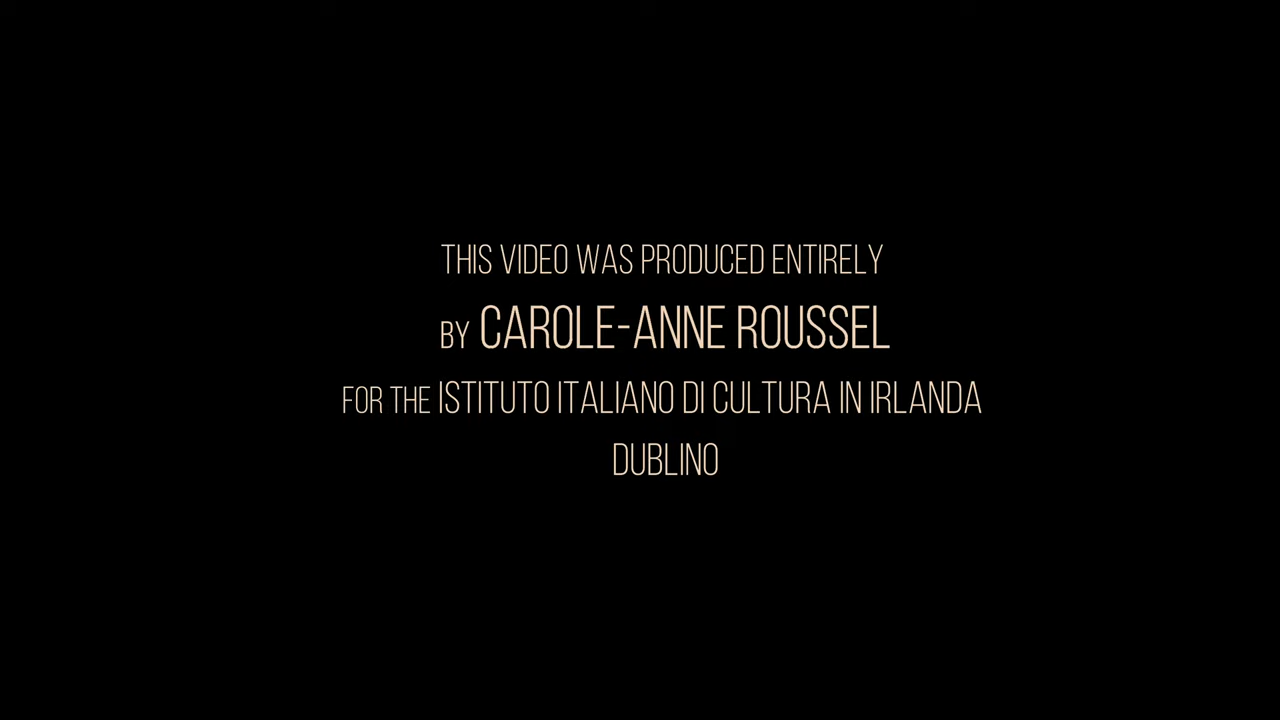 THIS VIDEO WAS PRODUCED ENTIRELY
BY CAROLE-ANNE ROUSSEL
FOR THE ISTITUTO ITALIANO DI CULTURA IN IRLANDA
DUBLINO